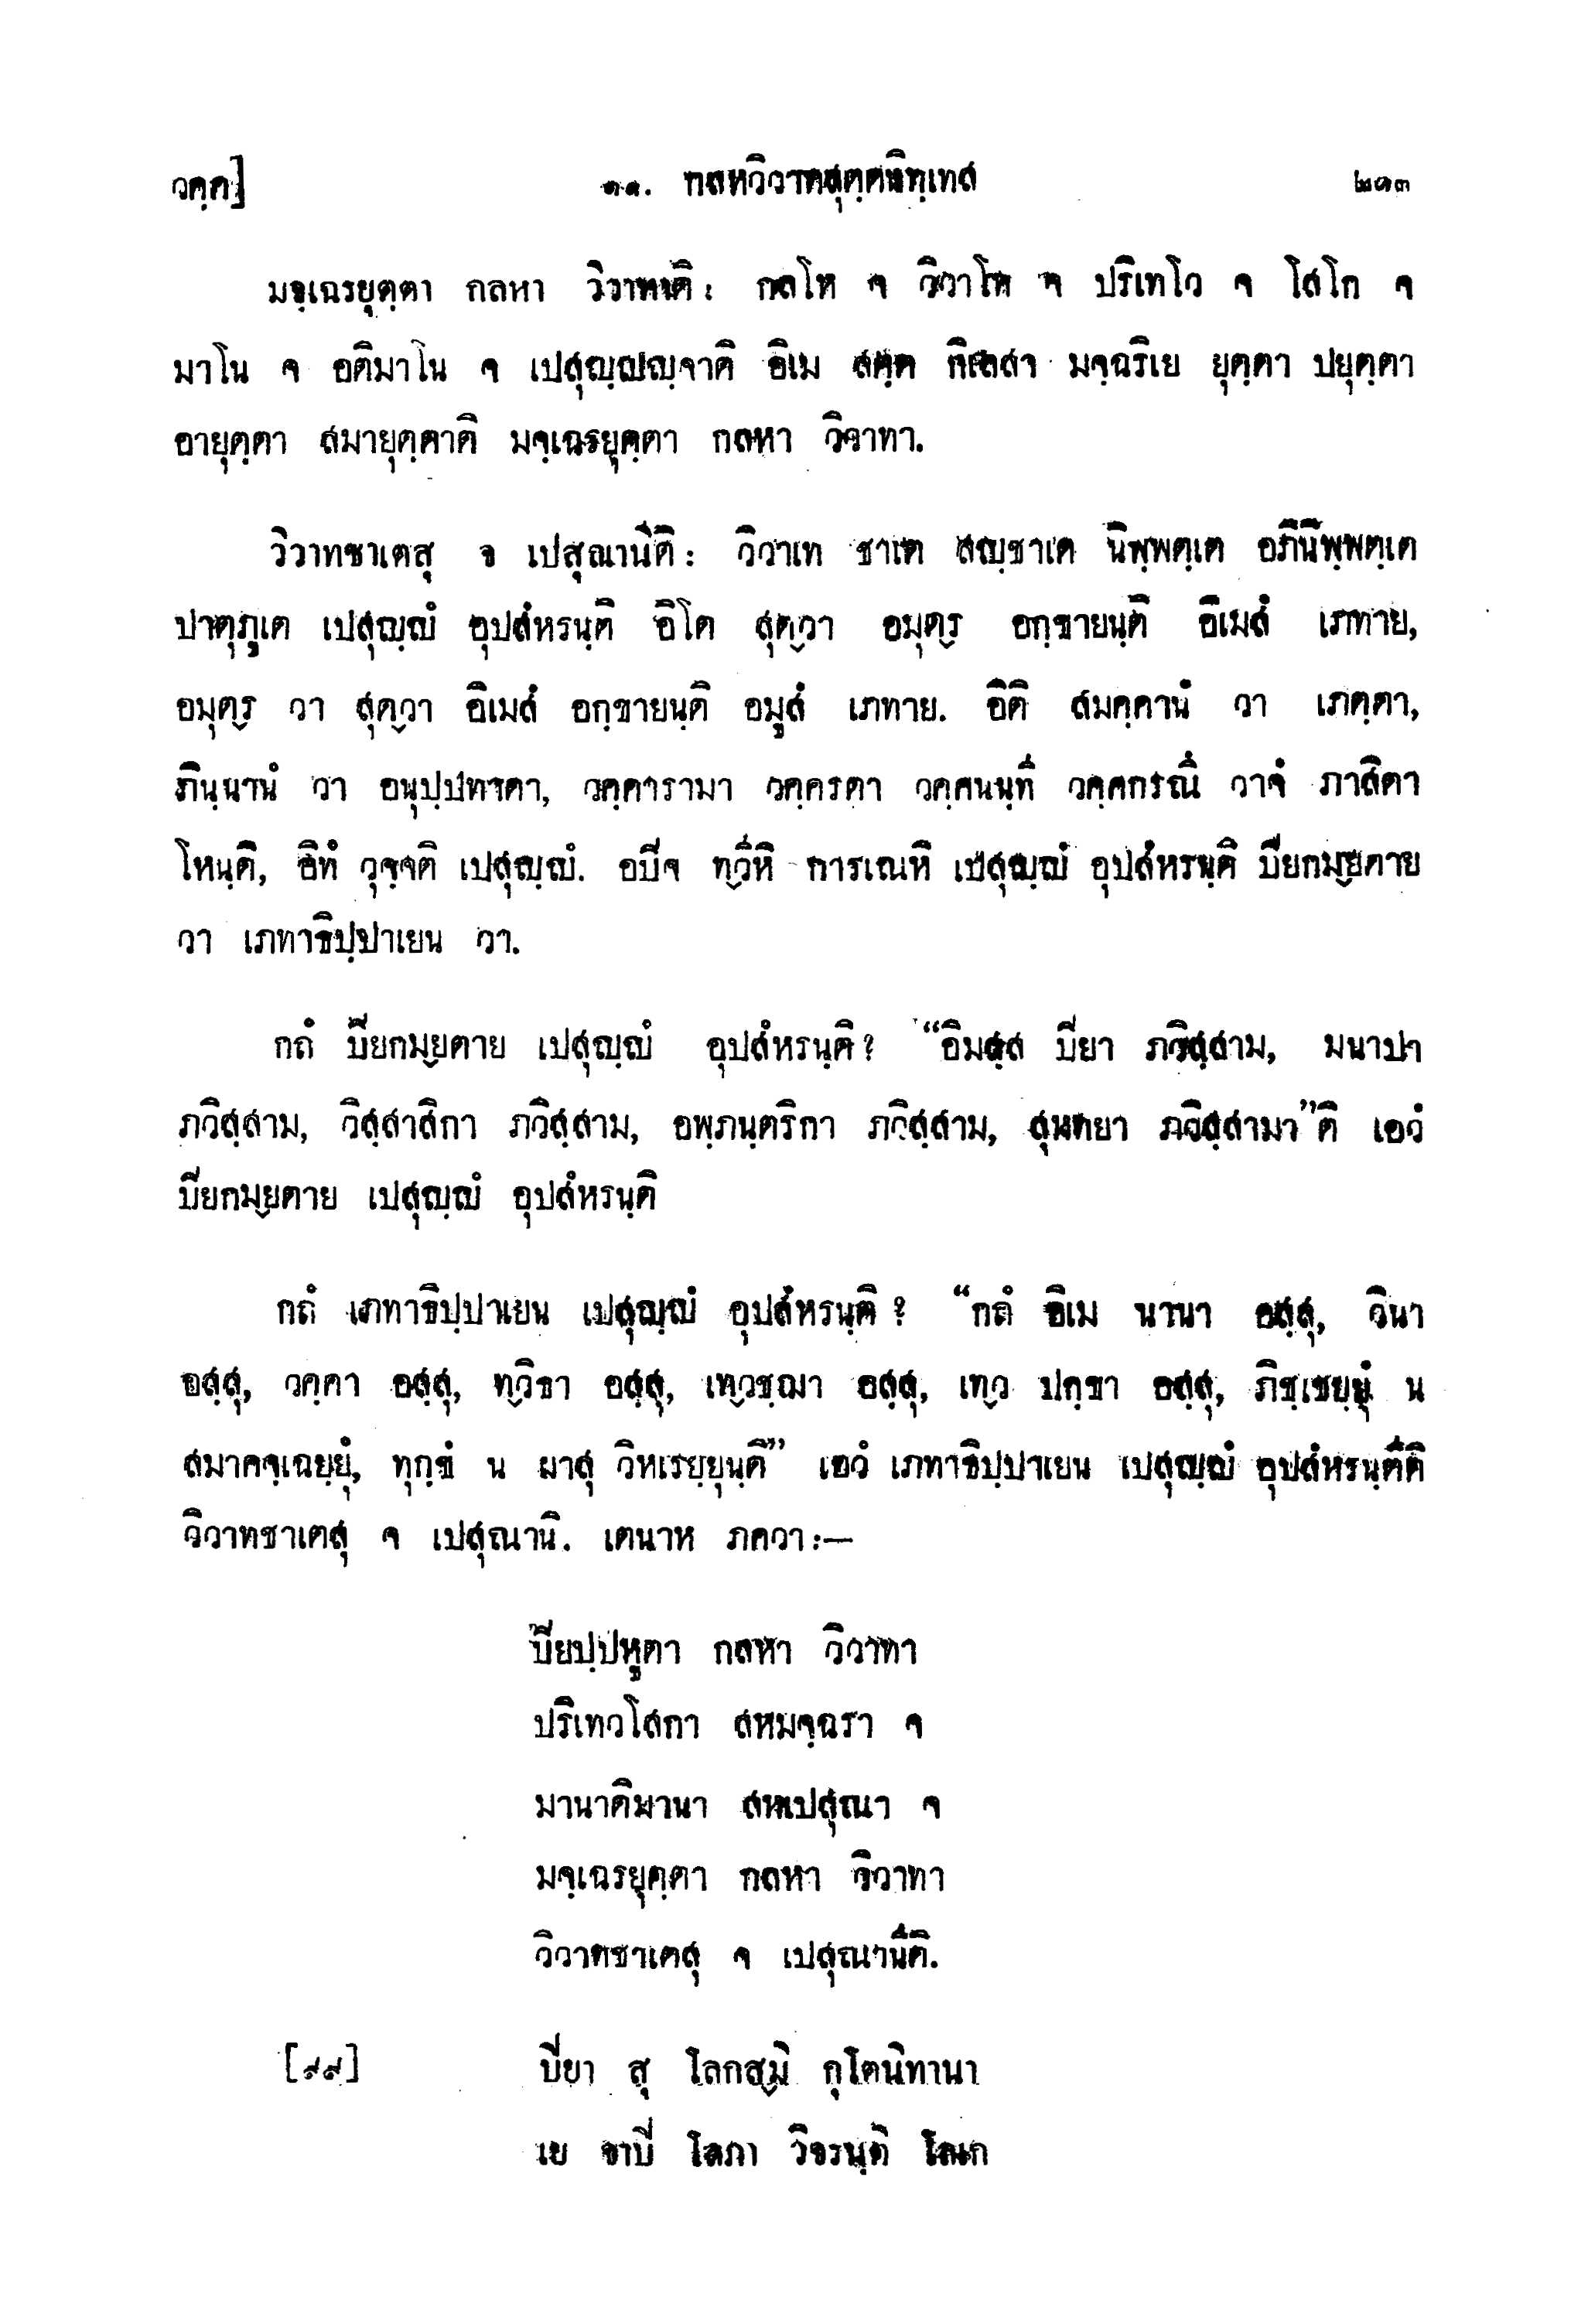 วคฺค]
๑๑. กลหวิวาทสุตฺตนิทฺเทส
๒๑๓
มจฺเฉรยุตฺตา กลหา วิวาทาติ: กลโห จ วิวาโท จ ปริเทโว จ โสโก จ
มาโน จ อติมาโน จ เปสุญฺญญฺจาติ อิเม สตฺต กิเลสา มจฺฉริเย ยุตฺตา ปยุตฺตา
อายุตฺตา สมายุตฺตาติ มจฺเฉรยุตฺตา กลหา วิวาทา.
วิวาทชาเตสุ จ เปสุณานีติ: วิวาเท ชาเต สญฺชาเต นิพฺพตฺเต อภินิพฺพตฺเต
ปาตุภูเต เปสุญฺญํ อุปสํหรนฺติ อิโต สุตฺวา อมุตฺร อกฺขายนฺติ อิเมสํ เภทาย,
อมุตฺร วา สุตฺวา อิเมสํ อกฺขายนฺติ อมูสํ เภทาย. อิติ สมคฺคานํ วา เภตฺตา,
ภินฺนานํ วา อนุปฺปทาตา, วคฺคารามา วคฺครตา วคฺคนนฺที วคฺคกรณึ วาจํ ภาสิตา
โหนฺติ, อิทํ วุจฺจติ เปสุญฺญํ. อปิจ ทฺวีหิ การเณหิ เปสุญฺญํ อุปสํหรนฺติ ปิยกมฺยตาย
วา เภทาธิปฺปาเยน วา.
กถํ ปิยกมฺยตาย เปสุญฺญํ อุปสํหรนฺติ? “อิมสฺส ปิยา ภวิสฺสาม, มนาปา
ภวิสฺสาม, วิสฺสาสิกา ภวิสฺสาม, อพฺภนฺตริกา ภวิสฺสาม, สุหทยา ภวิสฺสามา”ติ เอวํ
ปิยกมฺยตาย เปสุญฺญํ อุปสํหรนฺติ
กถํ เภทาธิปฺปาเยน เปสุญฺญํ อุปสํหรนฺติ? “กถํ อิเม นานา อสฺสุ, วินา
อสฺสุ, วคฺคา อสฺสุ, ทฺวิธา อสฺสุ, เทฺวชฺฌา อสฺสุ, เทฺว ปกฺขา อสฺสุ, ภิชฺเชยฺยุํ น
สมาคจฺเฉยฺยุํ, ทุกฺขํ น ผาสุ วิหเรยฺยุนฺติ” เอวํ เภทาธิปฺปาเยน เปสุญฺญํ อุปสํหรนฺตีติ
วิวาทชาเตสุ จ เปสุณานิ. เตนาห ภควา:—
ปิยปฺปหูตา กลหา วิวาทา
ปริเทวโสกา สหมจฺฉรา จ
มานาติมานา สหเปสุณา จ
มจฺเฉรยุตฺตา กลหา วิวาทา
วิวาทชาเตสุ จ เปสุณานีติ.
[๙๙] ปิยา สุ โลกสฺมิ กุโตนิทานา
เย จาปิ โลภา วิจรนฺติ โลเก